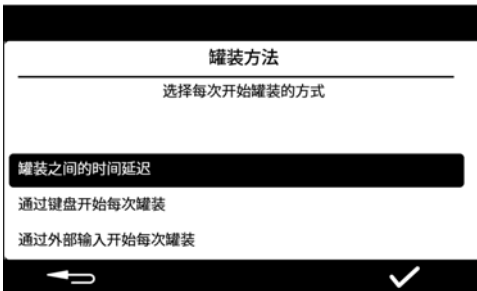 罐装方法
选择每次开始罐装的方式
罐装之间的时间延迟
通过键盘开始每次罐装
通过外部输入开始每次罐装